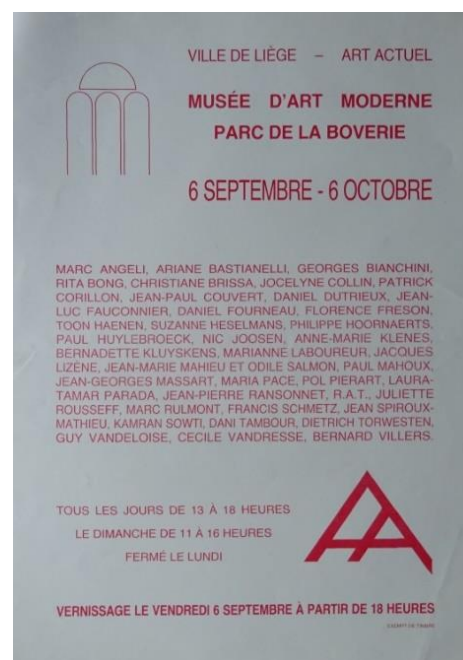 VILLE DE LIÈGE – ART ACTUEL
MUSÉE D'ART MODERNE
PARC DE LA BOVERIE
6 SEPTEMBRE - 6 OCTOBRE
MARC ANGELI, ARIANE BASTIANELLI, GEORGES BIANCHINI,
RITA BONG, CHRISTIANE BRISSA, JOCELYNE COLLIN, PATRICK
CORILLON, JEAN-PAUL COUVERT, DANIEL DUTRIEUX, JEAN-
LUC FAUCONNIER, DANIEL FOURNEAU, FLORENCE FRESON,
TOON HAENEN, SUZANNE HESELMANS, PHILIPPE HOORNAERTS,
PAUL HUYLEBROECK, NIC JOOSEN, ANNE-MARIE KLENES,
BERNADETTE KLUYSKENS, MARIANNE LABOUREUR, JACQUES
LIZÈNE, JEAN-MARIE MAHIEU ET ODILE SALMON, PAUL MAHOUX,
JEAN-GEORGES MASSART, MARIA PACE, POL PIERART, LAURA-
TAMAR PARADA, JEAN-PIERRE RANSONNET, R.A.T., JULIETTE
ROUSSEFF, MARC RULMONT, FRANCIS SCHMETZ, JEAN SPIROUX-
MATHIEU, KAMRAN SOWTI, DANI TAMBOUR, DIETRICH TORWESTEN,
GUY VANDELOISE, CECILE VANDRESSE, BERNARD VILLERS.
TOUS LES JOURS DE 13 À 18 HEURES
LE DIMANCHE DE 11 À 16 HEURES
FERMÉ LE LUNDI
VERNISSAGE LE VENDREDI 6 SEPTEMBRE À PARTIR DE 18 HEURES
EXEMPT DE TIMBRE